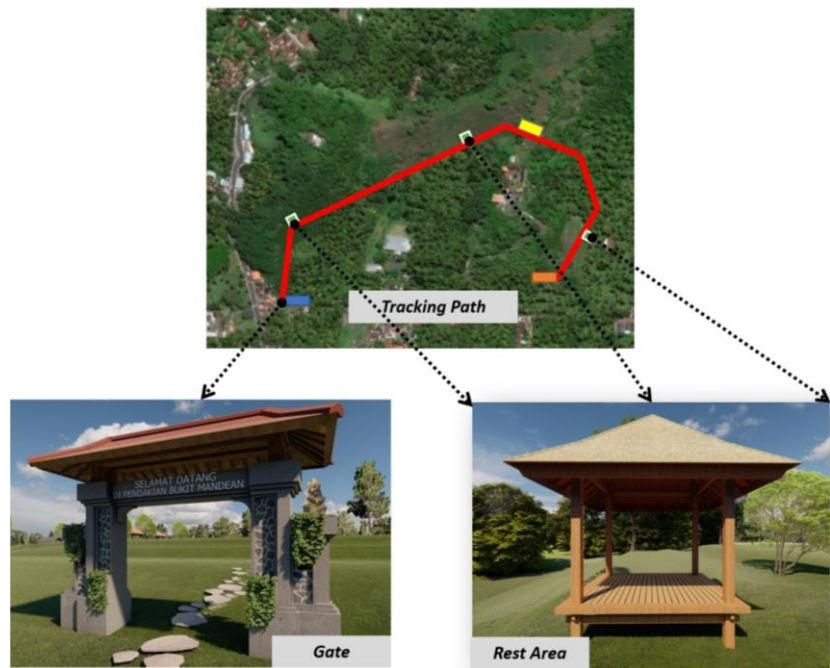 Tracking Path
SELAMAT DATANG
DI PENDAKIAN BUKIT MANDEAN
Gate
Rest Area